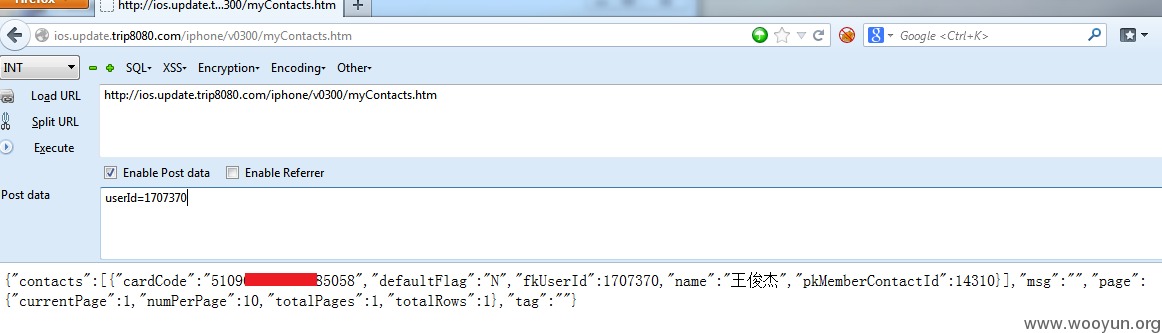 http://ios.update.t...300/myContacts.htm
ios.update.trip8080.com/iphone/v0300/myContacts.htm
Google <Ctrl+K>
INT SQL XSS Encryption Encoding Other
Load URL
http://ios.update.trip8080.com/iphone/v0300/myContacts.htm
Split URL
Execute
Enable Post data Enable Referrer
Post data
userId=1707370
{"contacts":[{"cardCode":"5109 85058","defaultFlag":"N","fkUserId":1707370,"name":"王俊杰","pkMemberContactId":14310}],"msg":"","page":
{"currentPage":1,"numPerPage":10,"totalPages":1,"totalRows":1},"tag":""}
www.wooyun.org